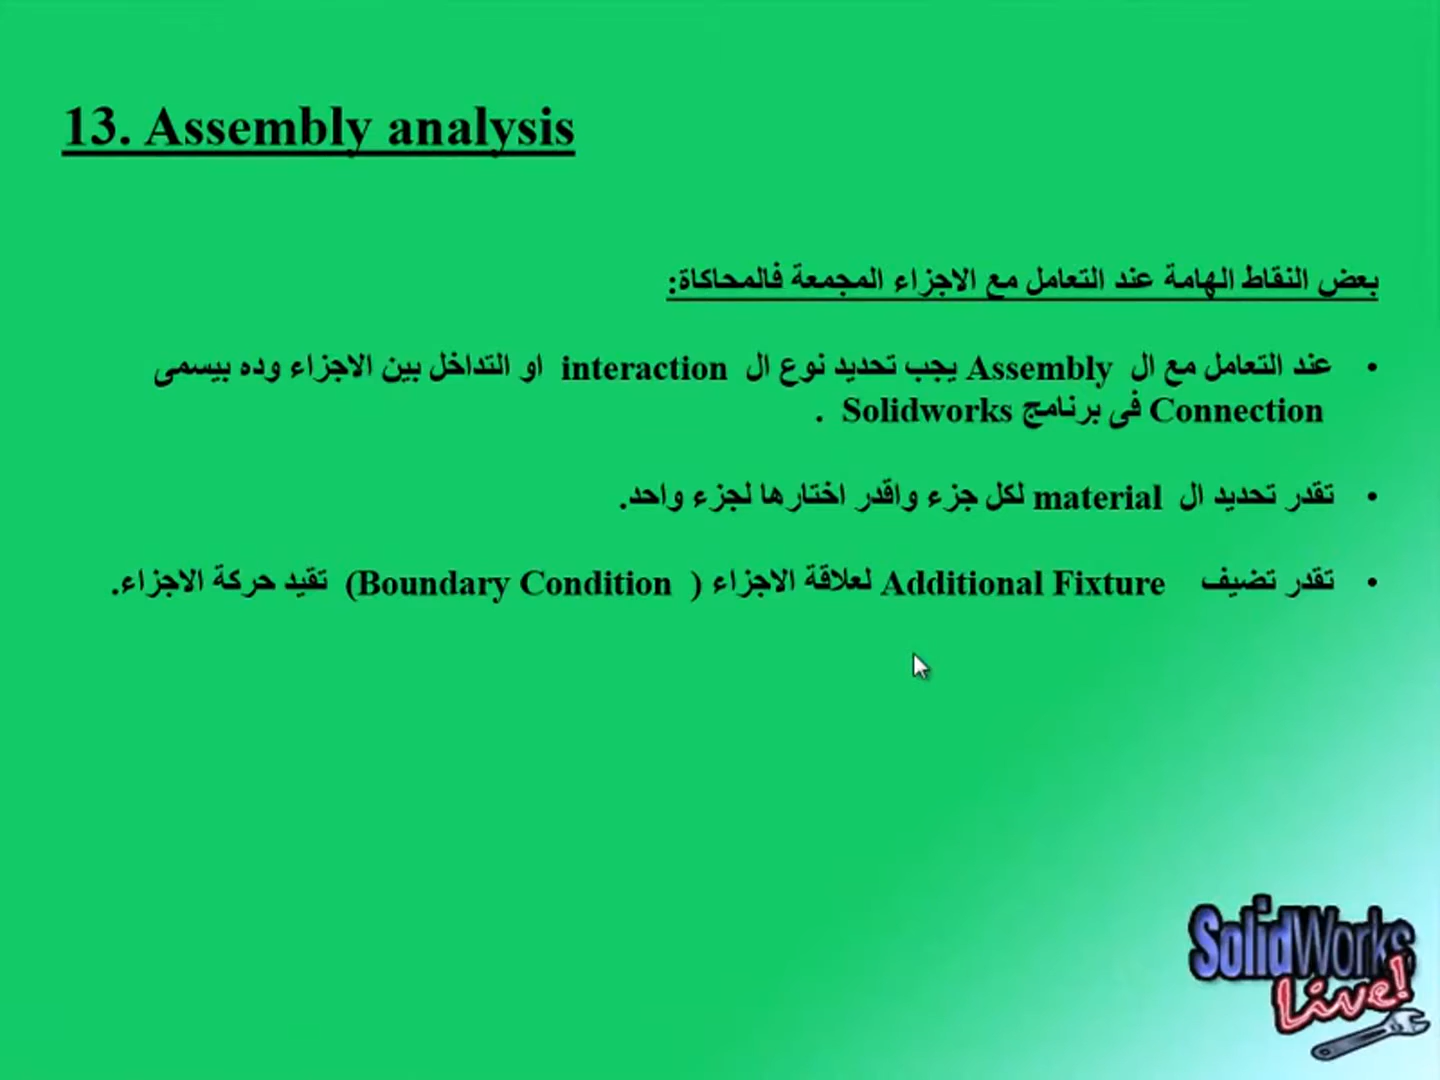 13. Assembly analysis
بعض النقاط الهامة عند التعامل مع الاجزاء المجمعة فالمحاكاة:
• عند التعامل مع ال Assembly يجب تحديد نوع ال interaction او التداخل بين الاجزاء وده بيسمى
Connection فى برنامج Solidworks .
• تقدر تحديد ال material لكل جزء واقدر اختارها لجزء واحد.
• تقدر تضيف Additional Fixture لعلاقة الاجزاء ( Boundary Condition) تقيد حركة الاجزاء.
SolidWorks
Live!